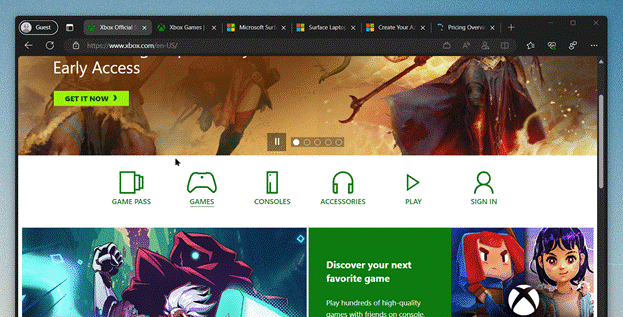 Guest
Xbox Official
Xbox Games |
Microsoft Surf
Surface Laptop
Create Your Az
Pricing Overvie
https://www.xbox.com/en-US/
Early Access
GET IT NOW
GAME PASS
GAMES
CONSOLES
ACCESSORIES
PLAY
SIGN IN
Discover your next
favorite game
Play hundreds of high-quality
games with friends on console,